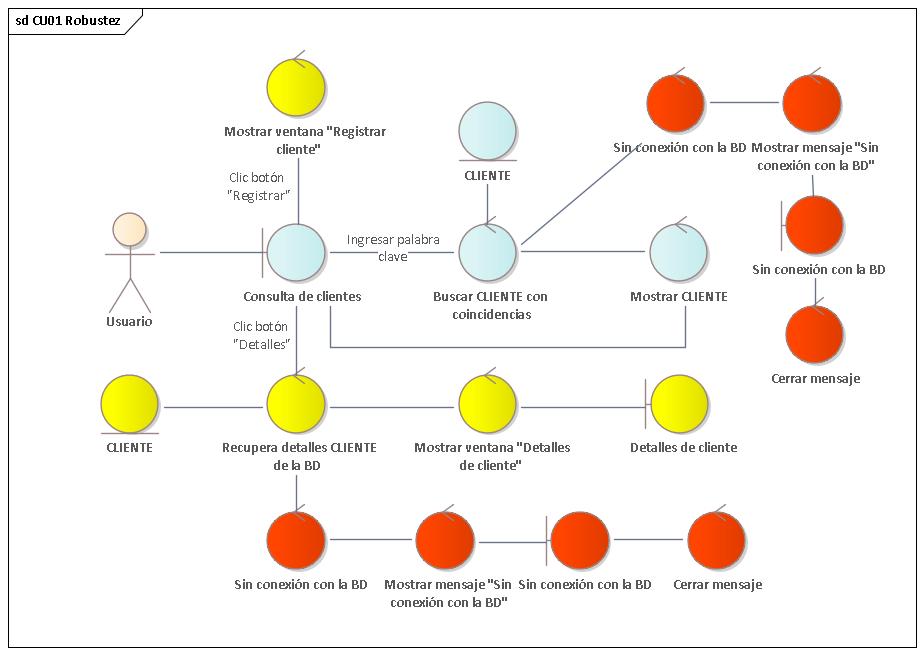 sd CU01 Robustez
Mostrar ventana "Registrar
cliente"
Clic botón
"Registrar"
CLIENTE
Sin conexión con la BD
Mostrar mensaje "Sin
conexión con la BD"
Usuario
Consulta de clientes
Ingresar palabra
clave
Buscar CLIENTE con
coincidencias
Mostrar CLIENTE
Sin conexión con la BD
Cerrar mensaje
Clic botón
"Detalles"
CLIENTE
Recupera detalles CLIENTE
de la BD
Mostrar ventana "Detalles
de cliente"
Detalles de cliente
Sin conexión con la BD
Mostrar mensaje "Sin
conexión con la BD"
Sin conexión con la BD
Cerrar mensaje